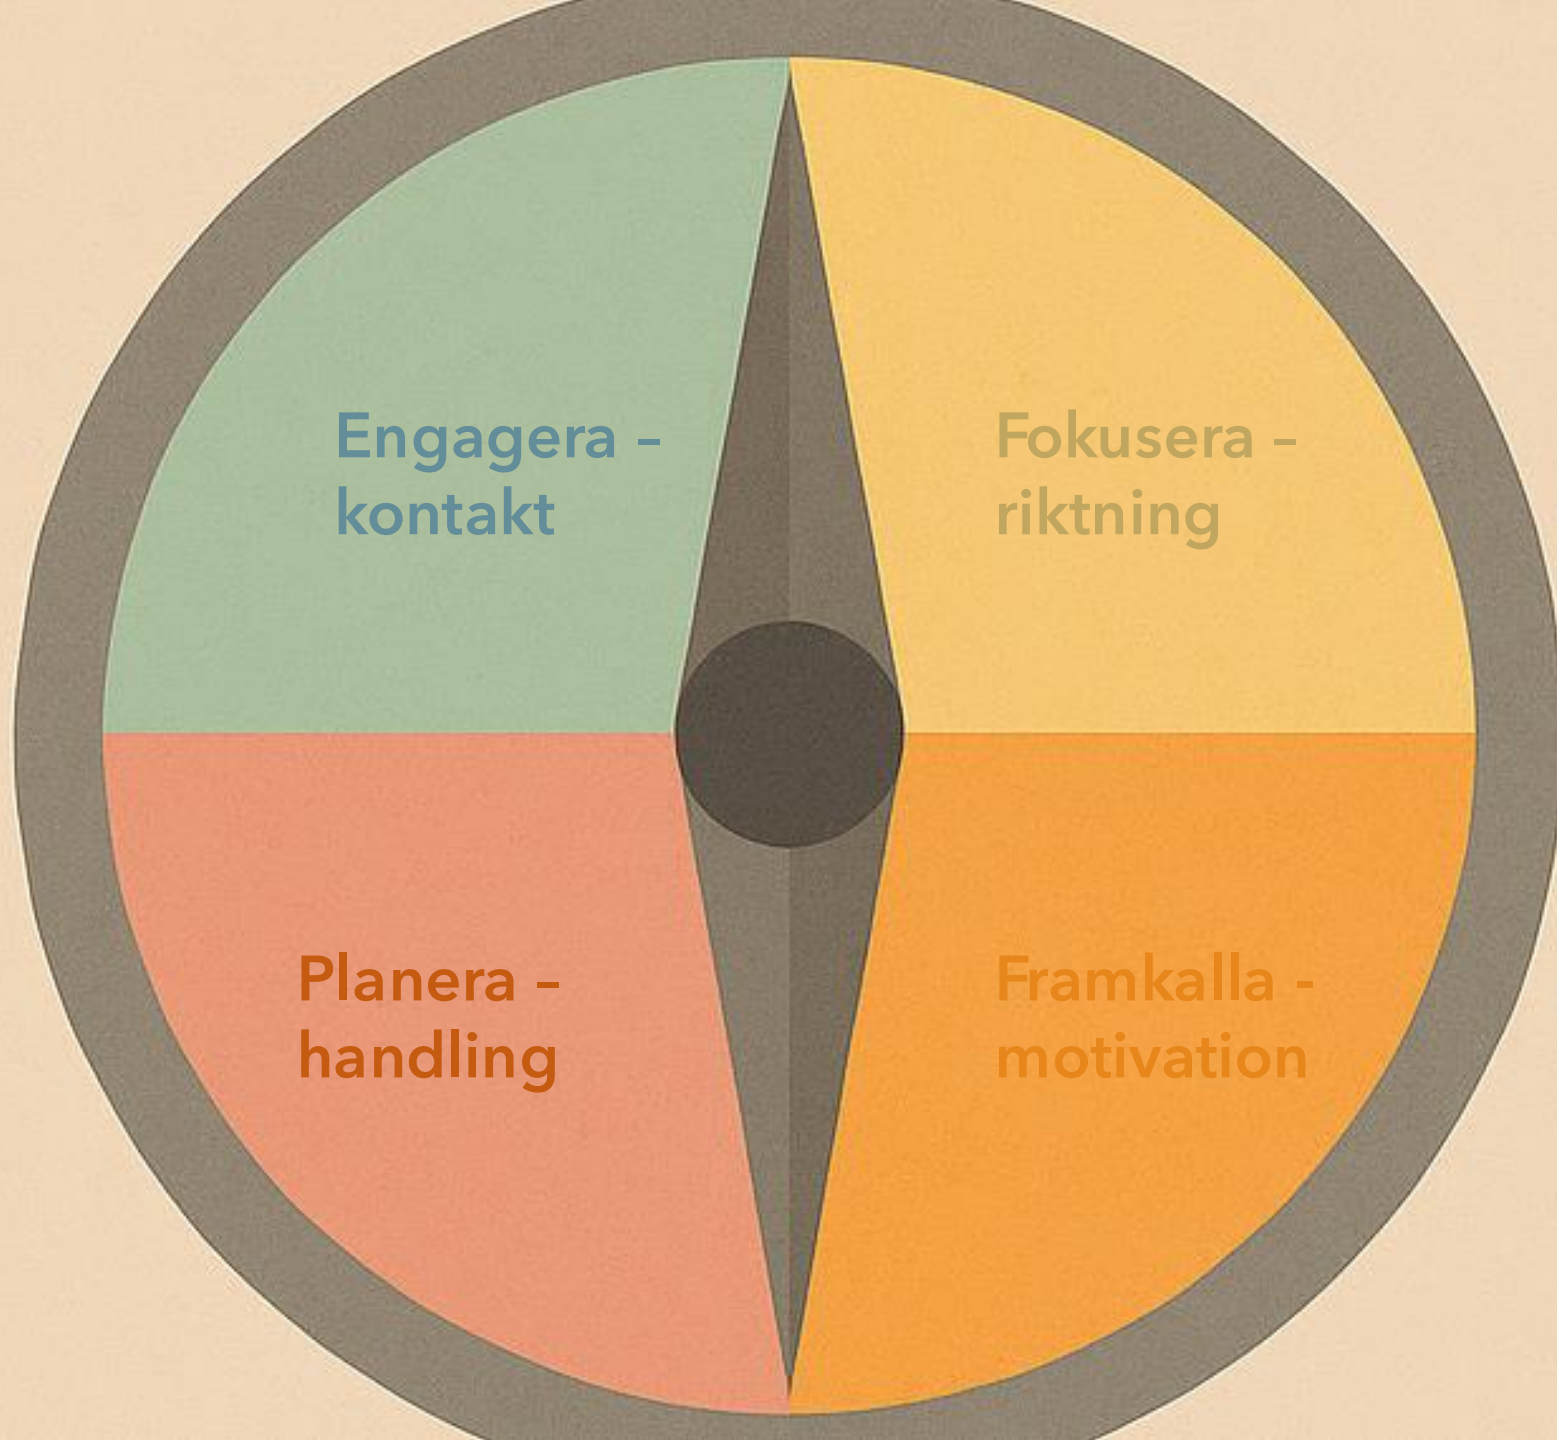 Engagera –
kontakt
Fokusera –
riktning
Planera –
handling
Framkalla -
motivation